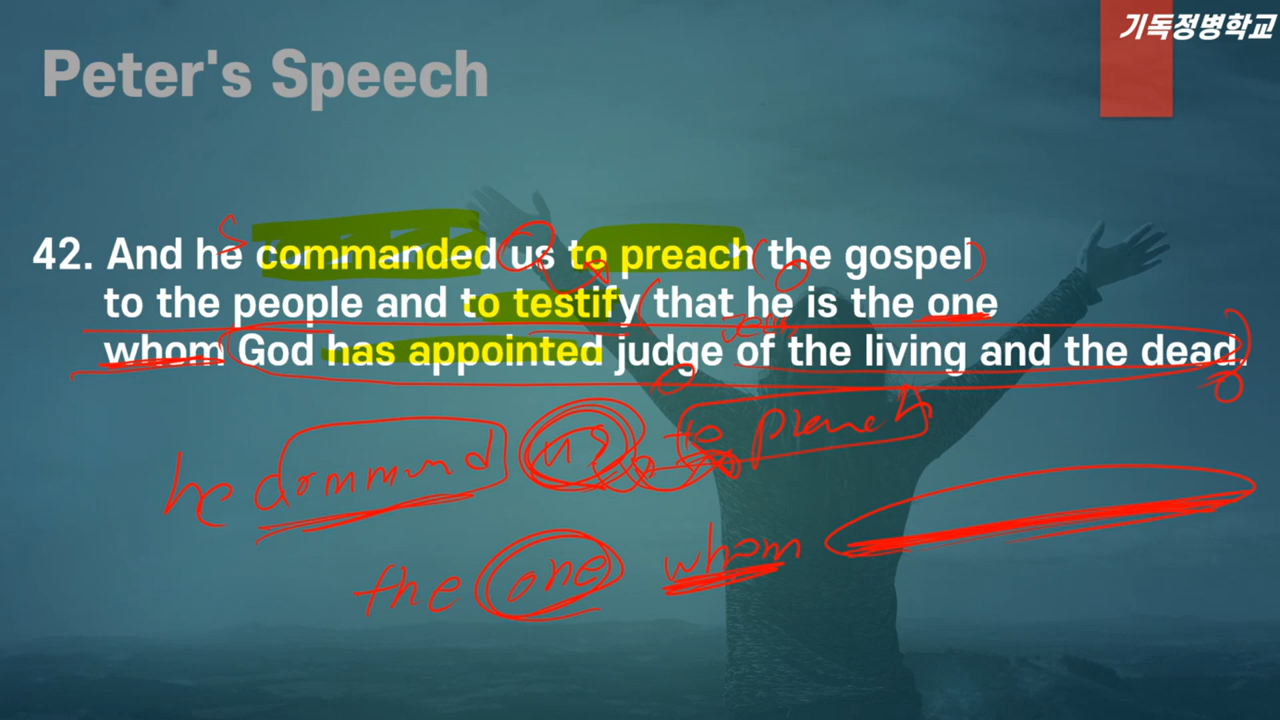 기독정병학교
Peter's Speech
42. And he commanded us to preach the gospel
to the people and to testify that he is the one
whom God has appointed judge of the living and the dead.
he command us to preach
the one whom